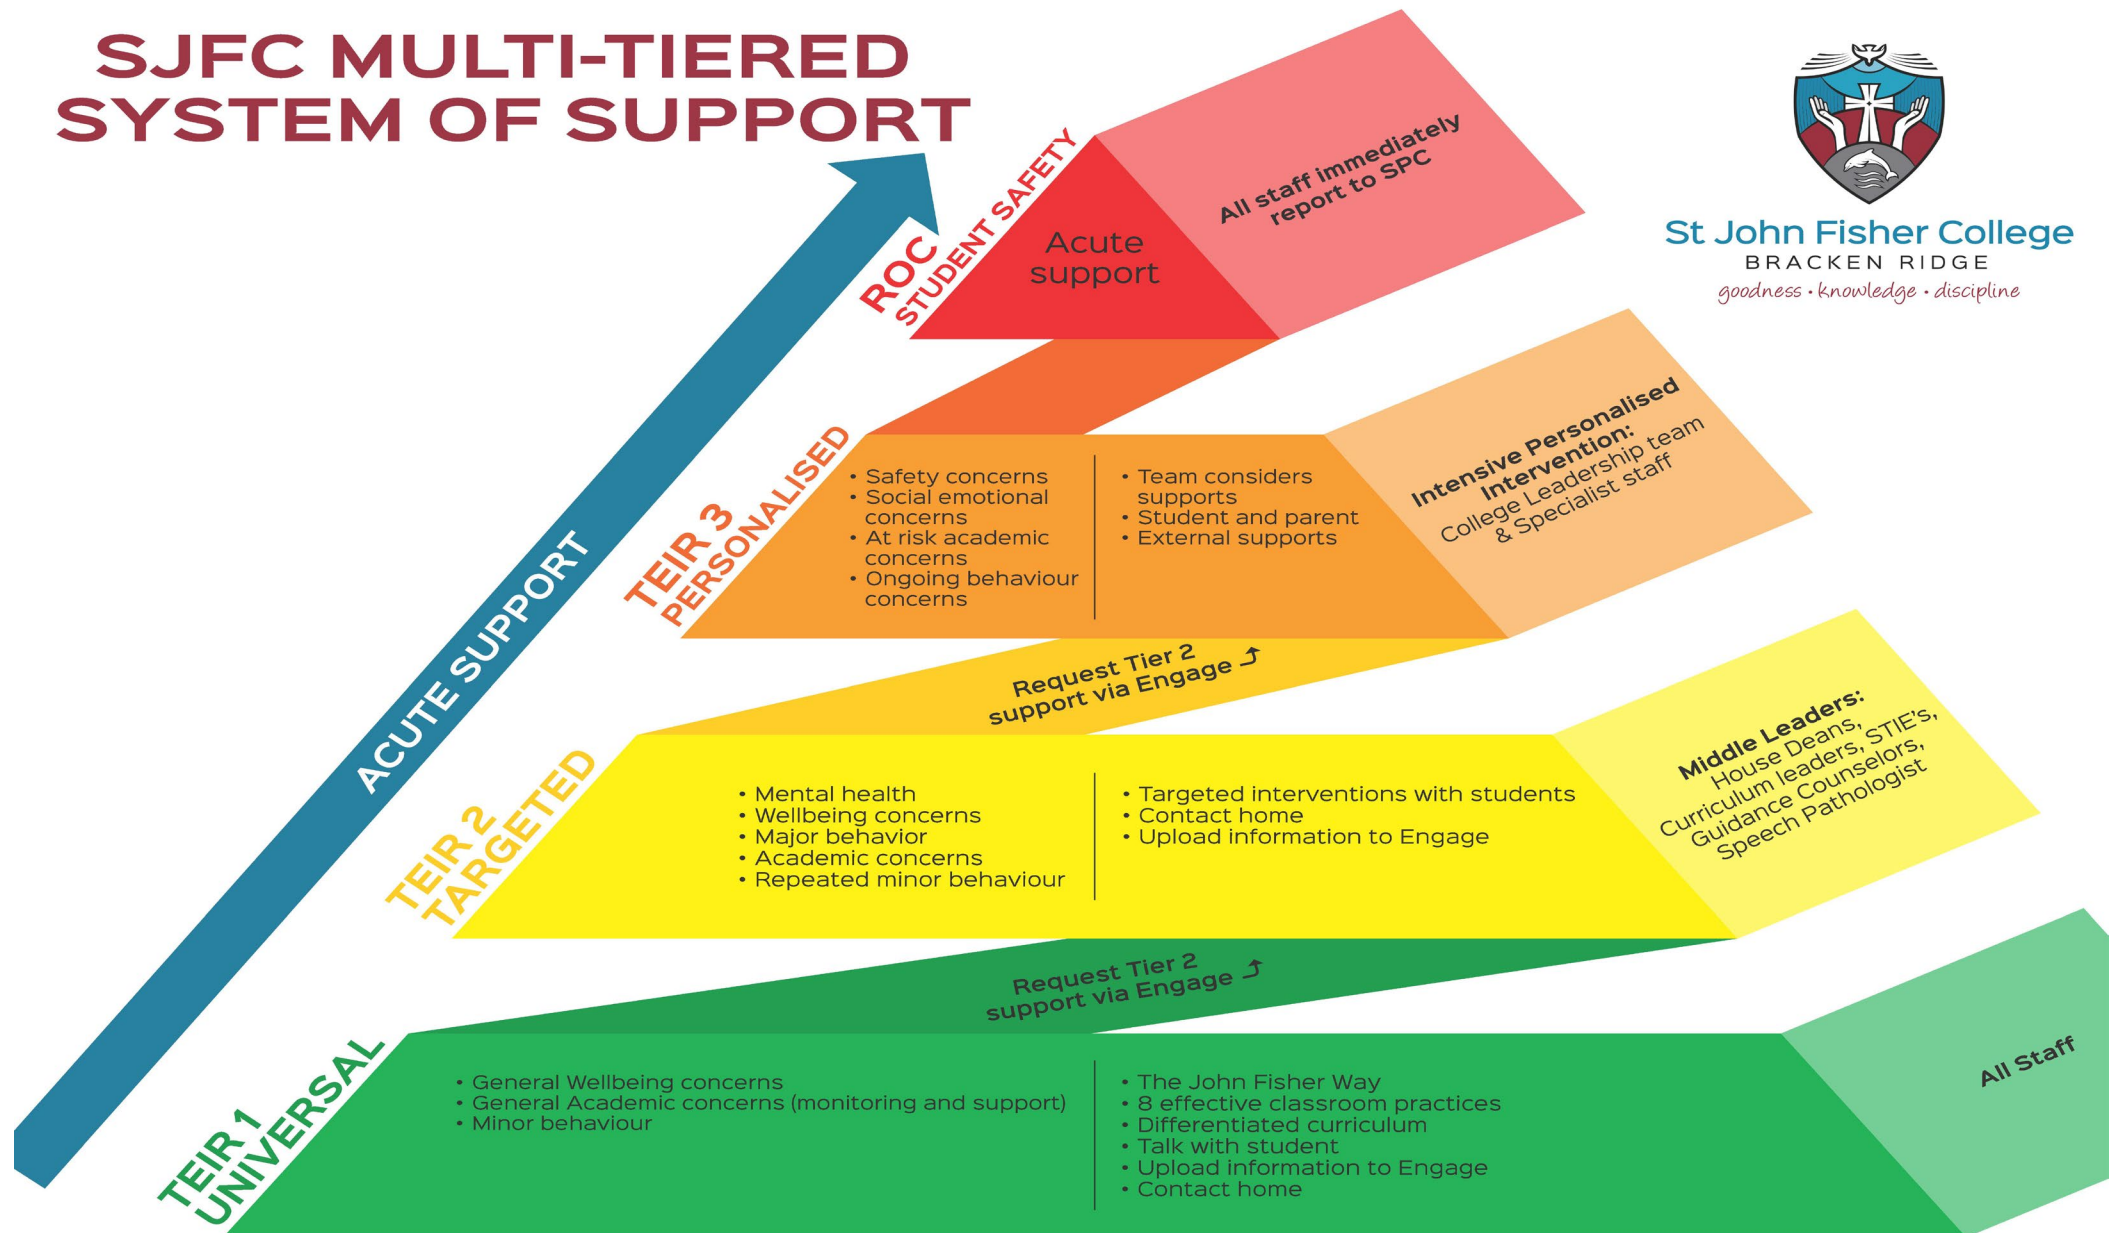 SJFC MULTI-TIERED
SYSTEM OF SUPPORT
St John Fisher College
BRACKEN RIDGE
goodness • knowledge • discipline
ACUTE SUPPORT
ROC
STUDENT SAFETY
Acute
support
All staff immediately
report to SPC
TEIR 3
PERSONALISED
• Safety concerns
• Social emotional
concerns
• At risk academic
concerns
• Ongoing behaviour
concerns
• Team considers
supports
• Student and parent
• External supports
Intensive Personalised
Intervention:
College Leadership team
& Specialist staff
Request Tier 2
support via Engage
TEIR 2
TARGETED
• Mental health
• Wellbeing concerns
• Major behavior
• Academic concerns
• Repeated minor behaviour
• Targeted interventions with students
• Contact home
• Upload information to Engage
Middle Leaders:
House Deans,
Curriculum leaders, STIE's,
Guidance Counselors,
Speech Pathologist
Request Tier 2
support via Engage
TEIR 1
UNIVERSAL
• General Wellbeing concerns
• General Academic concerns (monitoring and support)
• Minor behaviour
• The John Fisher Way
• 8 effective classroom practices
• Differentiated curriculum
• Talk with student
• Upload information to Engage
• Contact home
All Staff